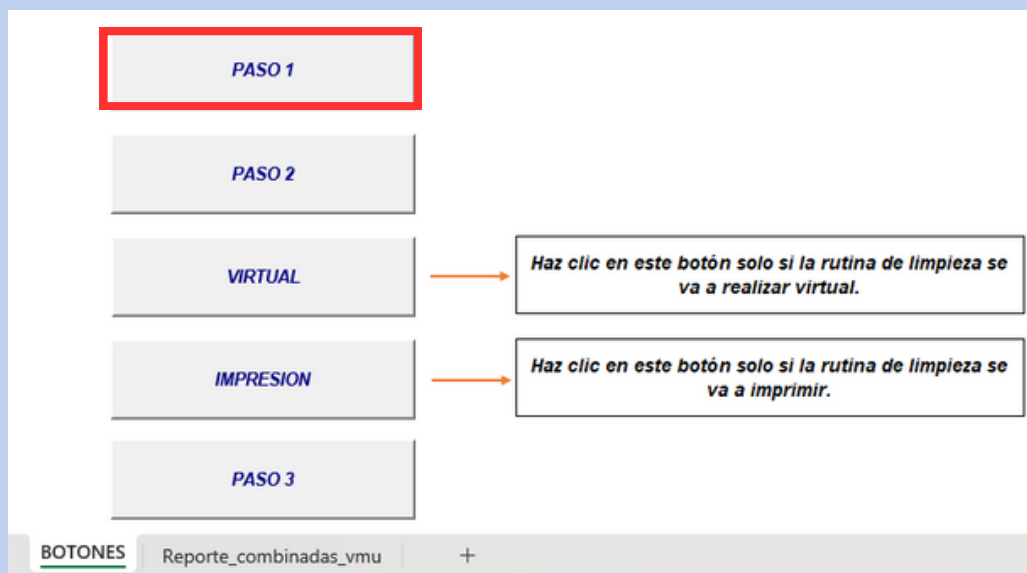 PASO 1
PASO 2
VIRTUAL
Haz clic en este botón solo si la rutina de limpieza se
va a realizar virtual.
IMPRESION
Haz clic en este botón solo si la rutina de limpieza se
va a imprimir.
PASO 3
BOTONES
Reporte_combinadas_vmu
+